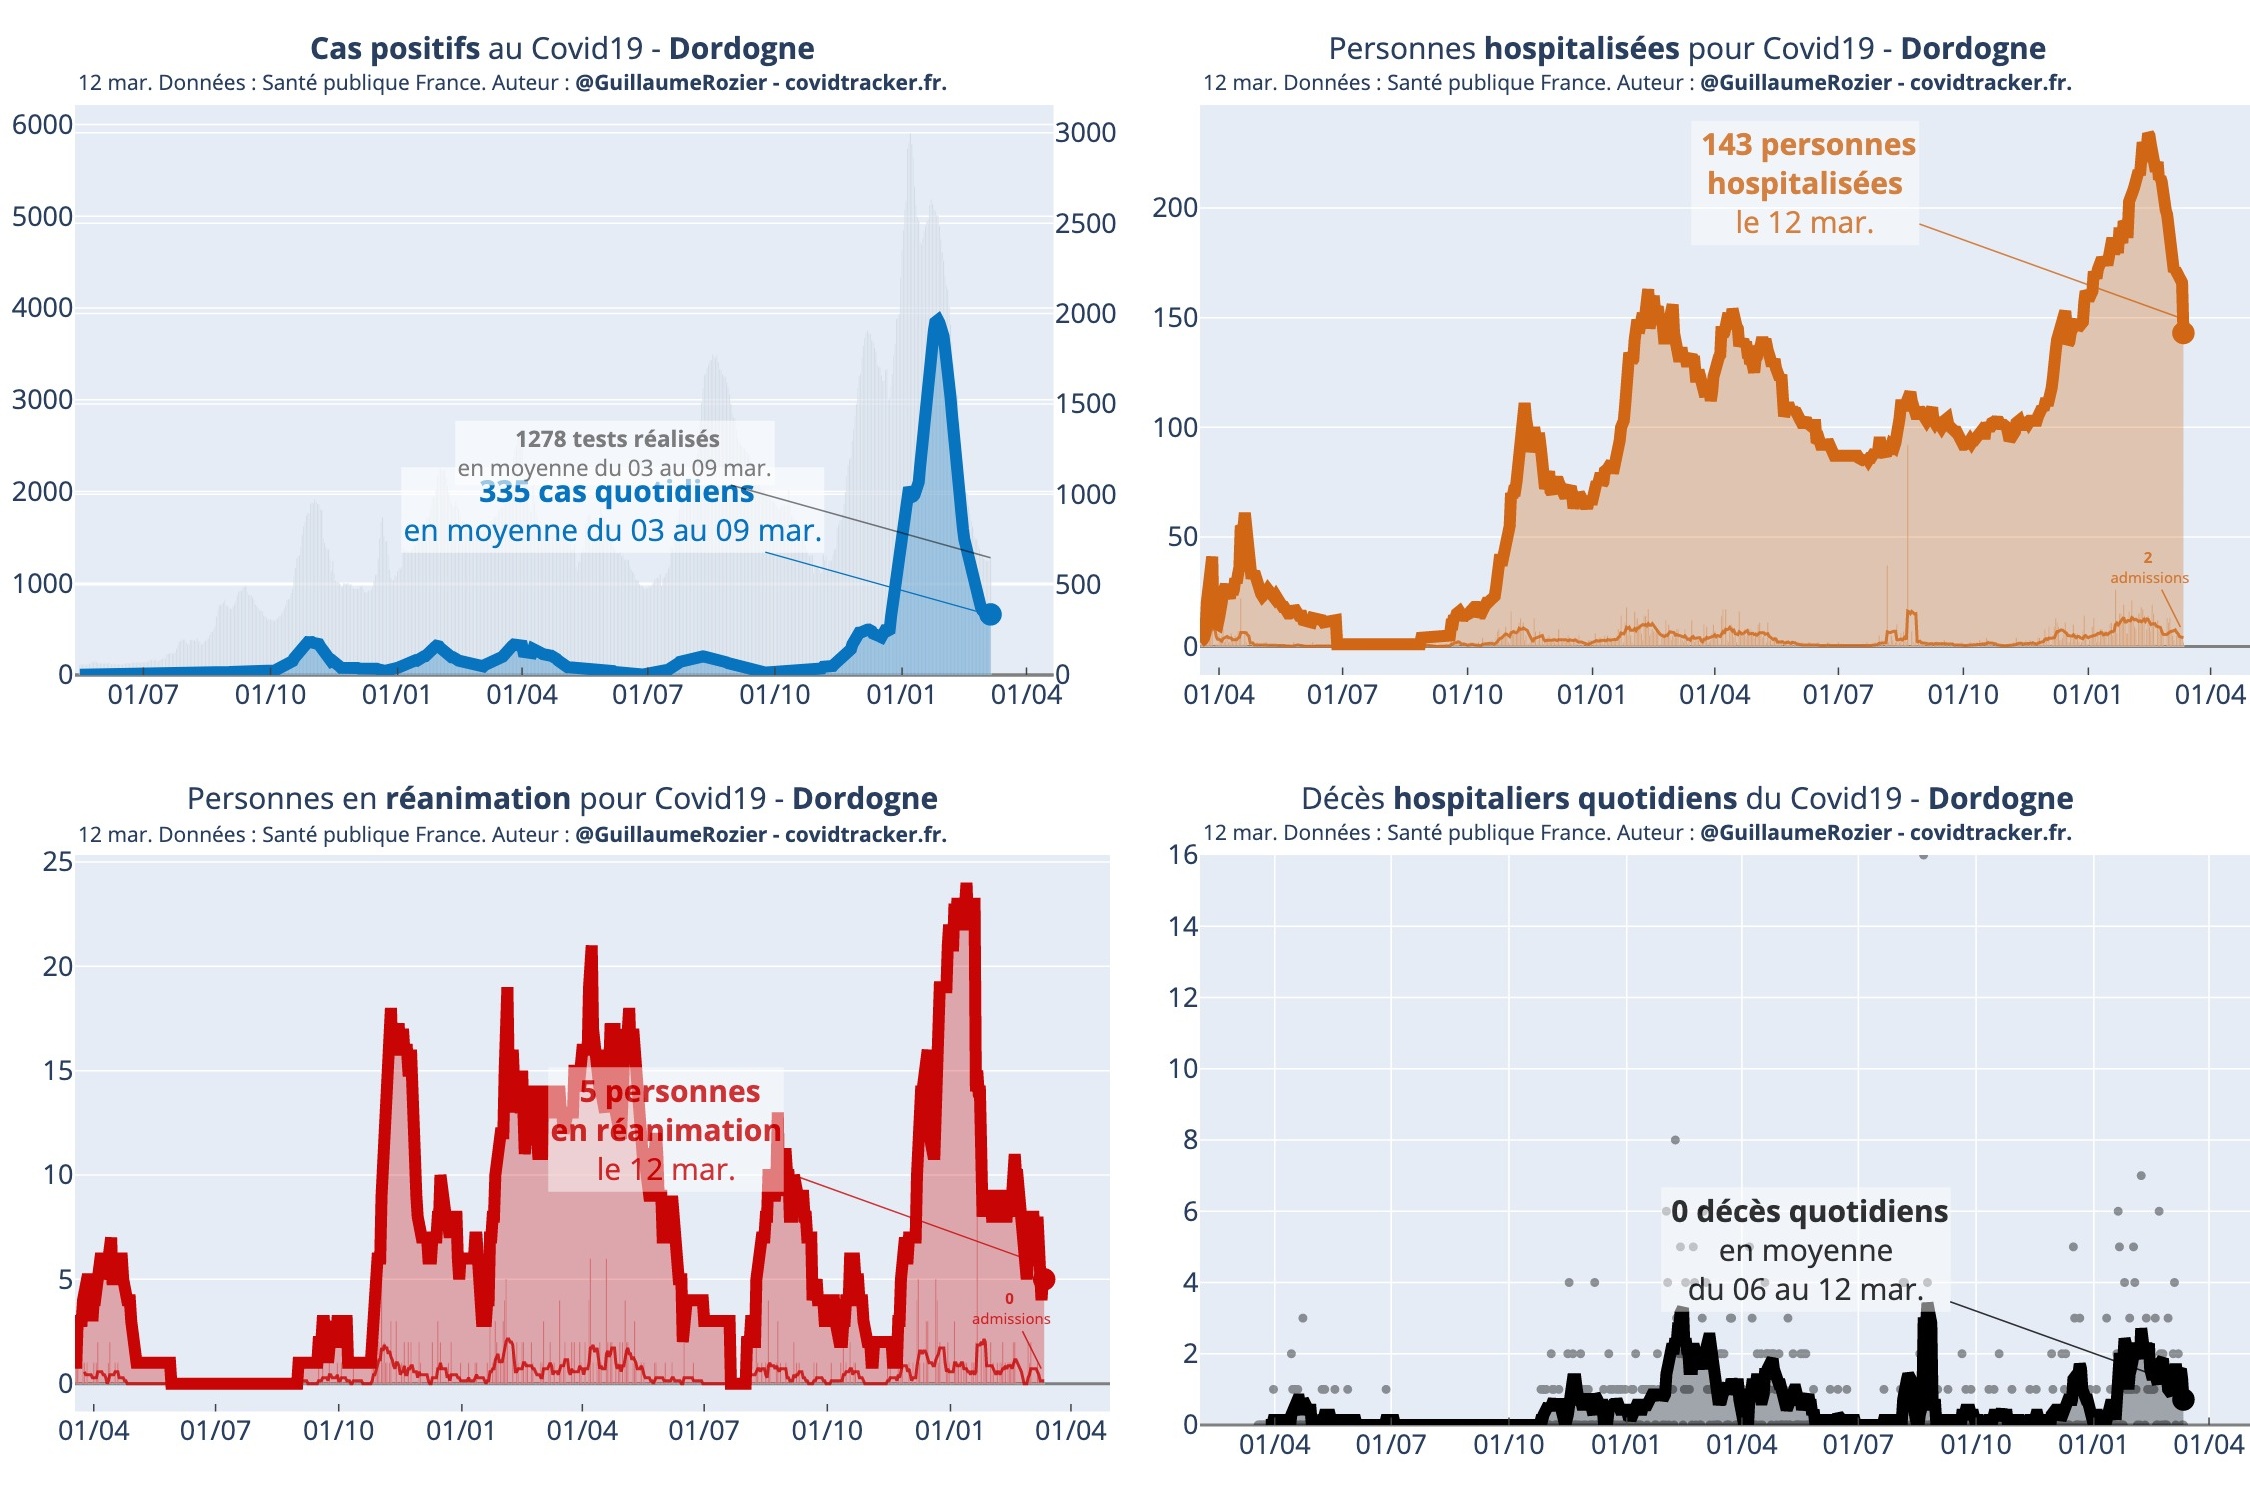 Cas positifs au Covid19 - Dordogne
12 mar. Données : Santé publique France. Auteur : @GuillaumeRozier - covidtracker.fr.
6000
5000
4000
3000
2000
1000
0
3000
2500
2000
1500
1000
500
0
1278 tests réalisés
en moyenne du 03 au 09 mar.
335 cas quotidiens
en moyenne du 03 au 09 mar.
01/07 01/10 01/01 01/04 01/07 01/10 01/01 01/04
Personnes hospitalisées pour Covid19 - Dordogne
12 mar. Données : Santé publique France. Auteur : @GuillaumeRozier - covidtracker.fr.
200
150
100
50
0
143 personnes
hospitalisées
le 12 mar.
2
admissions
01/04 01/07 01/10 01/01 01/04 01/07 01/10 01/01 01/04
Personnes en réanimation pour Covid19 - Dordogne
12 mar. Données : Santé publique France. Auteur : @GuillaumeRozier - covidtracker.fr.
25
20
15
10
5
0
5 personnes
en réanimation
le 12 mar.
0
admissions
01/04 01/07 01/10 01/01 01/04 01/07 01/10 01/01 01/04
Décès hospitaliers quotidiens du Covid19 - Dordogne
12 mar. Données : Santé publique France. Auteur : @GuillaumeRozier - covidtracker.fr.
16
14
12
10
8
6
4
2
0
0 décès quotidiens
en moyenne
du 06 au 12 mar.
01/04 01/07 01/10 01/01 01/04 01/07 01/10 01/01 01/04